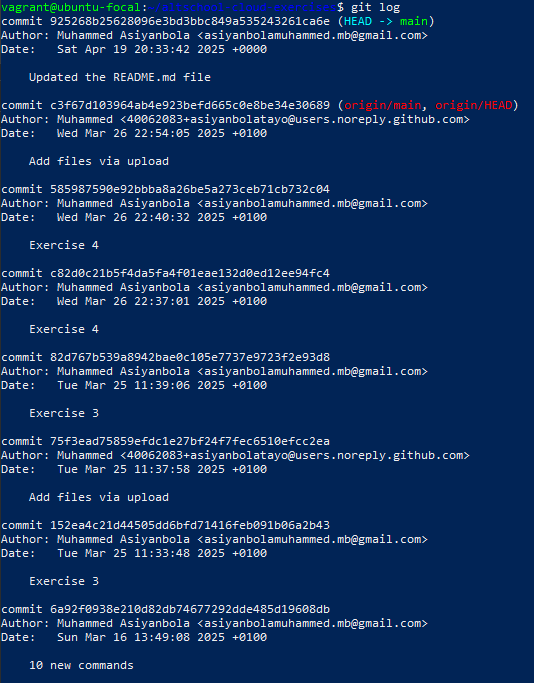 vagrant@ubuntu-focal:$ git log
commit 925268b25628096e3bd3bbc849a535243261ca6e (HEAD -> main)
Author: Muhammed Asiyanbola <asiyanbolamuhammed.mb@gmail.com>
Date:   Sat Apr 19 20:33:42 2025 +0000
Updated the README.md file
commit c3f67d103964ab4e923befd665c0e8be34e30689 (origin/main, origin/HEAD)
Author: Muhammed <40062083+asiyanbolatayo@users.noreply.github.com>
Date:   Wed Mar 26 22:54:05 2025 +0100
Add files via upload
commit 585987590e92bbba8a26be5a273ceb71cb732c04
Author: Muhammed Asiyanbola <asiyanbolamuhammed.mb@gmail.com>
Date:   Wed Mar 26 22:40:32 2025 +0100
Exercise 4
commit c82d0c21b5f4da5fa4f01eae132d0ed12ee94fc4
Author: Muhammed Asiyanbola <asiyanbolamuhammed.mb@gmail.com>
Date:   Wed Mar 26 22:37:01 2025 +0100
Exercise 4
commit 82d767b539a8942bae0c105e7737e9723f2e93d8
Author: Muhammed Asiyanbola <asiyanbolamuhammed.mb@gmail.com>
Date:   Tue Mar 25 11:39:06 2025 +0100
Exercise 3
commit 75f3ead75859efdc1e27bf24f7fec6510efcc2ea
Author: Muhammed <40062083+asiyanbolatayo@users.noreply.github.com>
Date:   Tue Mar 25 11:37:58 2025 +0100
Add files via upload
commit 152ea4c21d44505dd6bfd71416feb091b06a2b43
Author: Muhammed Asiyanbola <asiyanbolamuhammed.mb@gmail.com>
Date:   Tue Mar 25 11:33:48 2025 +0100
Exercise 3
commit 6a92f0938e210d82db74677292dde485d19608db
Author: Muhammed Asiyanbola <asiyanbolamuhammed.mb@gmail.com>
Date:   Sun Mar 16 13:49:08 2025 +0100
10 new commands